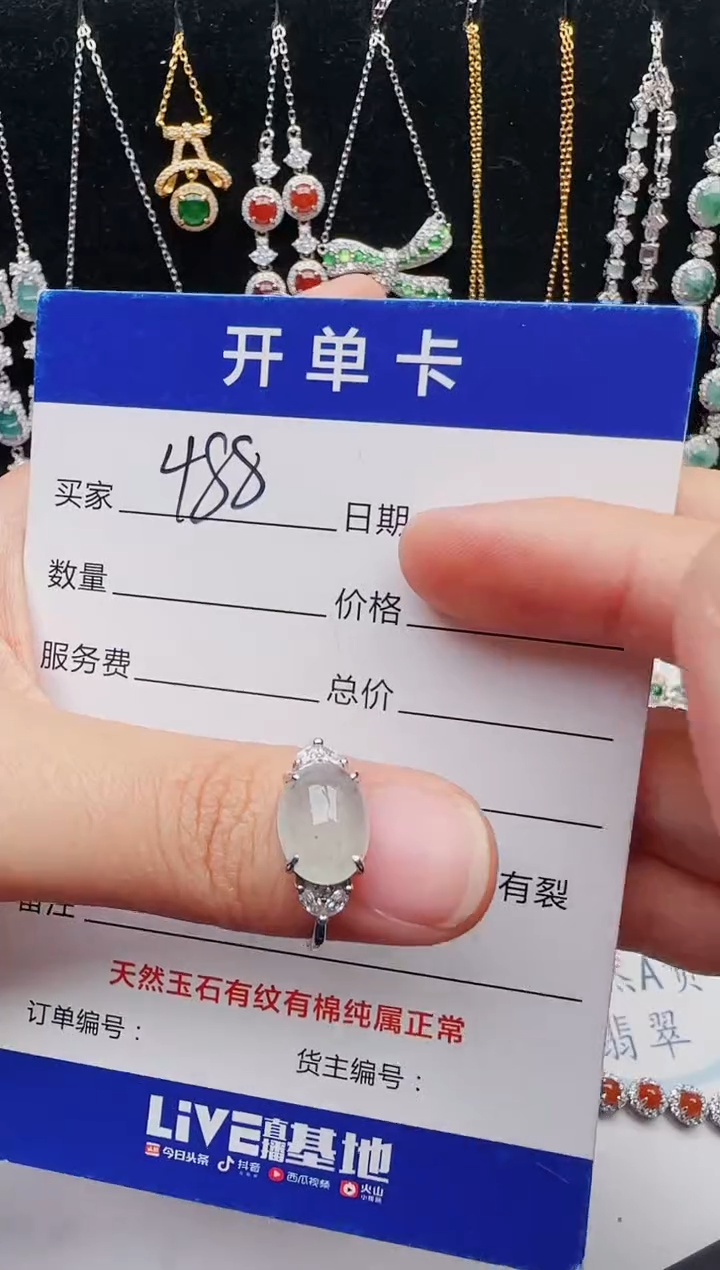 开单卡
买家 488 日期
数量 价格
服务费 总价
有裂
备注
天然玉石有纹有棉纯属正常
订单编号：
货主编号：
LiVE直播基地
今日头条 抖音 西瓜视频 火山
A货
翡翠